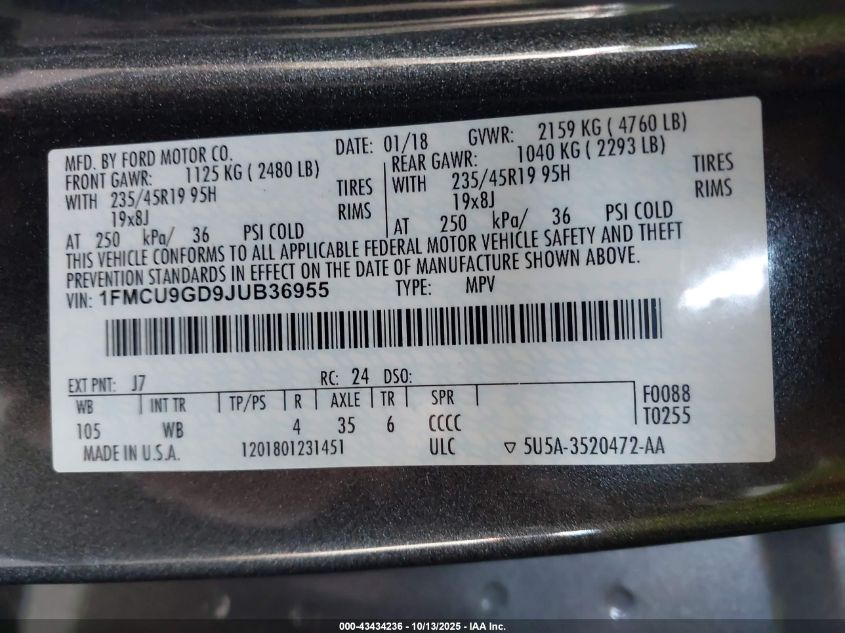 MFD. BY FORD MOTOR CO. DATE: 01/18 GVWR: 2159 KG ( 4760 LB)
FRONT GAWR: 1125 KG ( 2480 LB) REAR GAWR: 1040 KG ( 2293 LB)
WITH 235/45R19 95H TIRES WITH 235/45R19 95H TIRES
19x8J RIMS 19x8J RIMS
AT 250 kPa/ 36 PSI COLD AT 250 kPa/ 36 PSI COLD
THIS VEHICLE CONFORMS TO ALL APPLICABLE FEDERAL MOTOR VEHICLE SAFETY AND THEFT
PREVENTION STANDARDS IN EFFECT ON THE DATE OF MANUFACTURE SHOWN ABOVE.
VIN: 1FMCU9GD9JUB36955 TYPE: MPV
EXT PNT: J7 RC: 24 DSO:
WB INT TR TP/PS R AXLE TR SPR F0088
105 WB 4 35 6 CCCC T0255
MADE IN U.S.A. 1201801231451 ULC ▽ 5U5A-3520472-AA
000-43434236 - 10/13/2025 - IAA Inc.